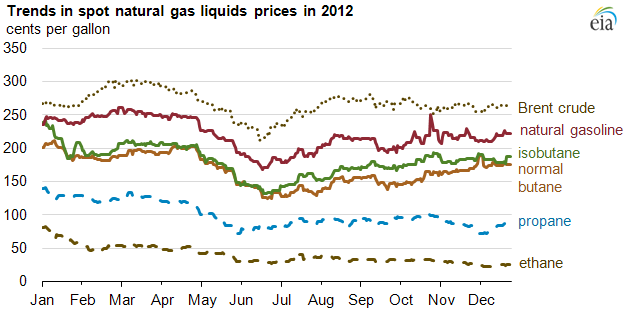 Trends in spot natural gas liquids prices in 2012
cents per gallon
eia
350
300
250
200
150
100
50
0
Brent crude
natural gasoline
isobutane
normal
butane
propane
ethane
Jan Feb Mar Apr May Jun Jul Aug Sep Oct Nov Dec